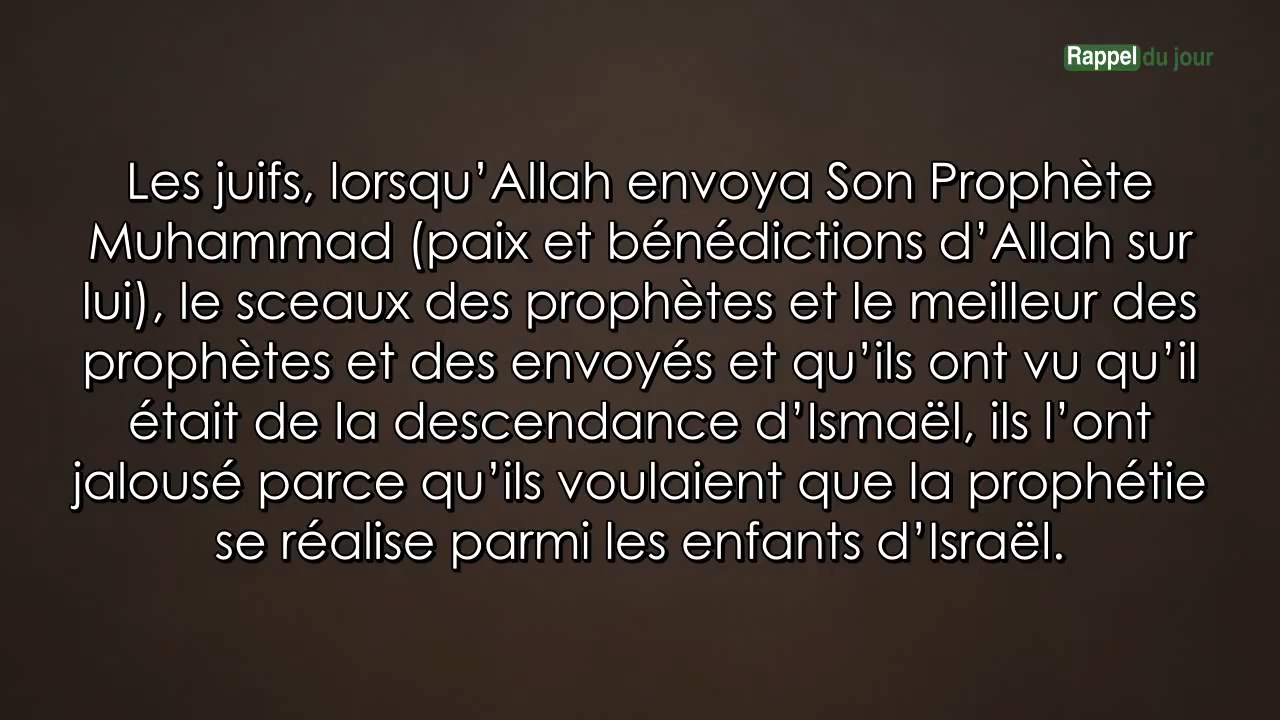 Rappel du jour
Les juifs, lorsqu’Allah envoya Son Prophète
Muhammad (paix et bénédictions d’Allah sur
lui), le sceaux des prophètes et le meilleur des
prophètes et des envoyés et qu’ils ont vu qu’il
était de la descendance d’Ismaël, ils l’ont
jalousé parce qu’ils voulaient que la prophétie
se réalise parmi les enfants d’Israël.